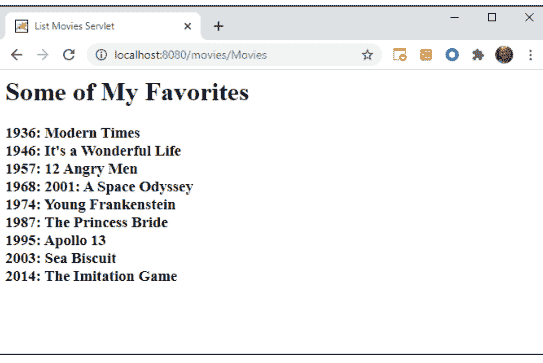 List Movies Servlet
localhost:8080/movies/Movies
Some of My Favorites
1936: Modern Times
1946: It's a Wonderful Life
1957: 12 Angry Men
1968: 2001: A Space Odyssey
1974: Young Frankenstein
1987: The Princess Bride
1995: Apollo 13
2003: Sea Biscuit
2014: The Imitation Game